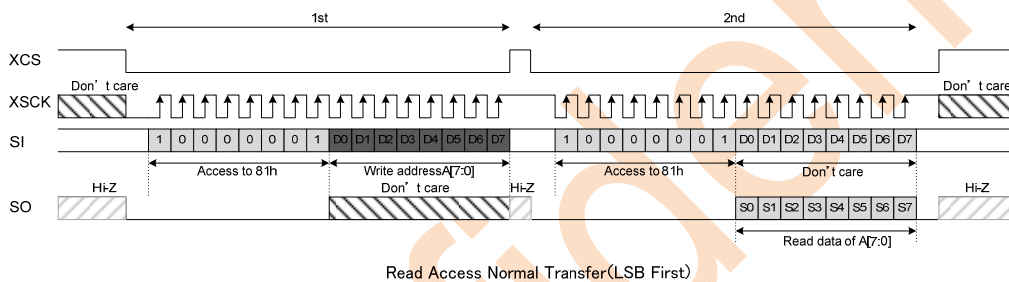 1st 2nd
XCS
Don't care Don't care
XSCK
SI 1 0 0 0 0 0 0 1 D0 D1 D2 D3 D4 D5 D6 D7 1 0 0 0 0 0 0 1 D0 D1 D2 D3 D4 D5 D6 D7
Access to 81h Write addressA[7:0] Access to 81h Don't care
Hi-Z Don't care Hi-Z Hi-Z
SO S0 S1 S2 S3 S4 S5 S6 S7
Read data of A[7:0]
Read Access Normal Transfer(LSB First)